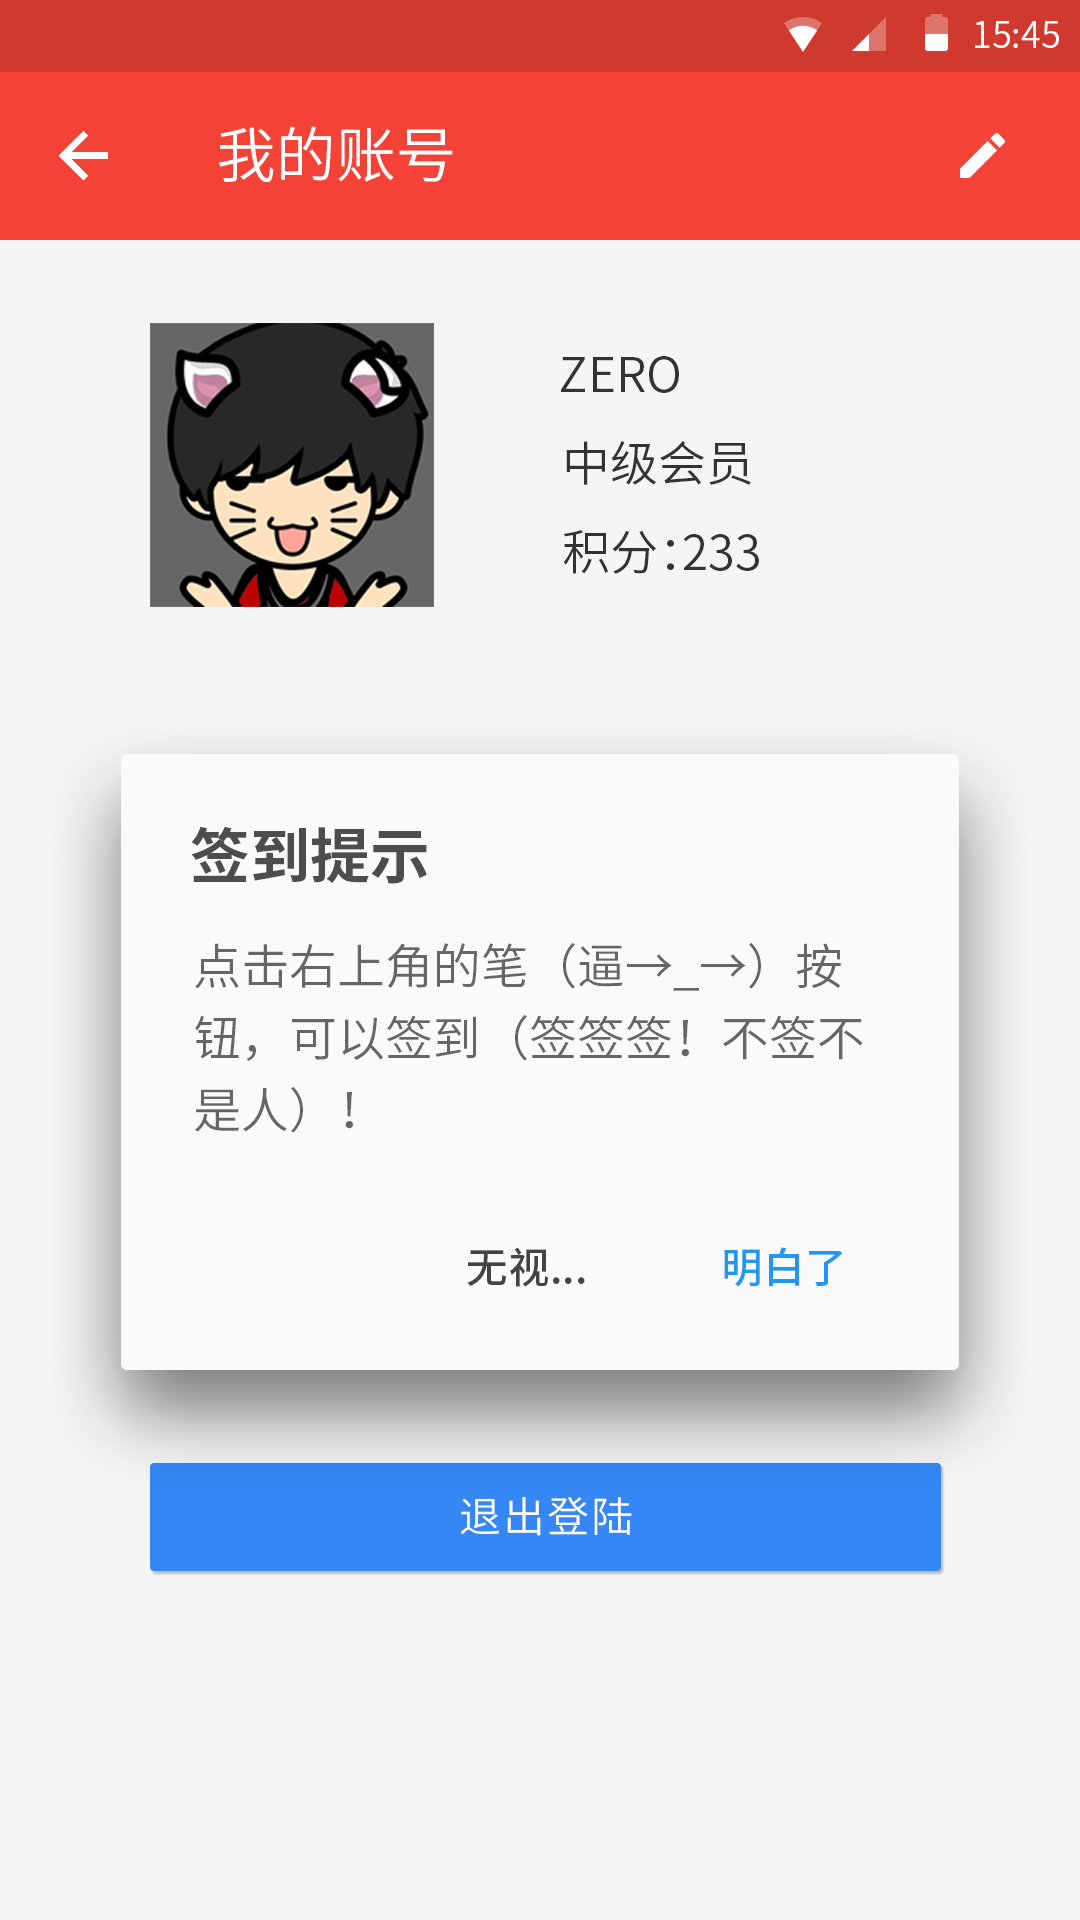 15:45
我的账号
ZERO
中级会员
积分:233
签到提示
点击右上角的笔（逼→_→）按
钮，可以签到（签签签！不签不
是人）！
无视...
明白了
退出登陆